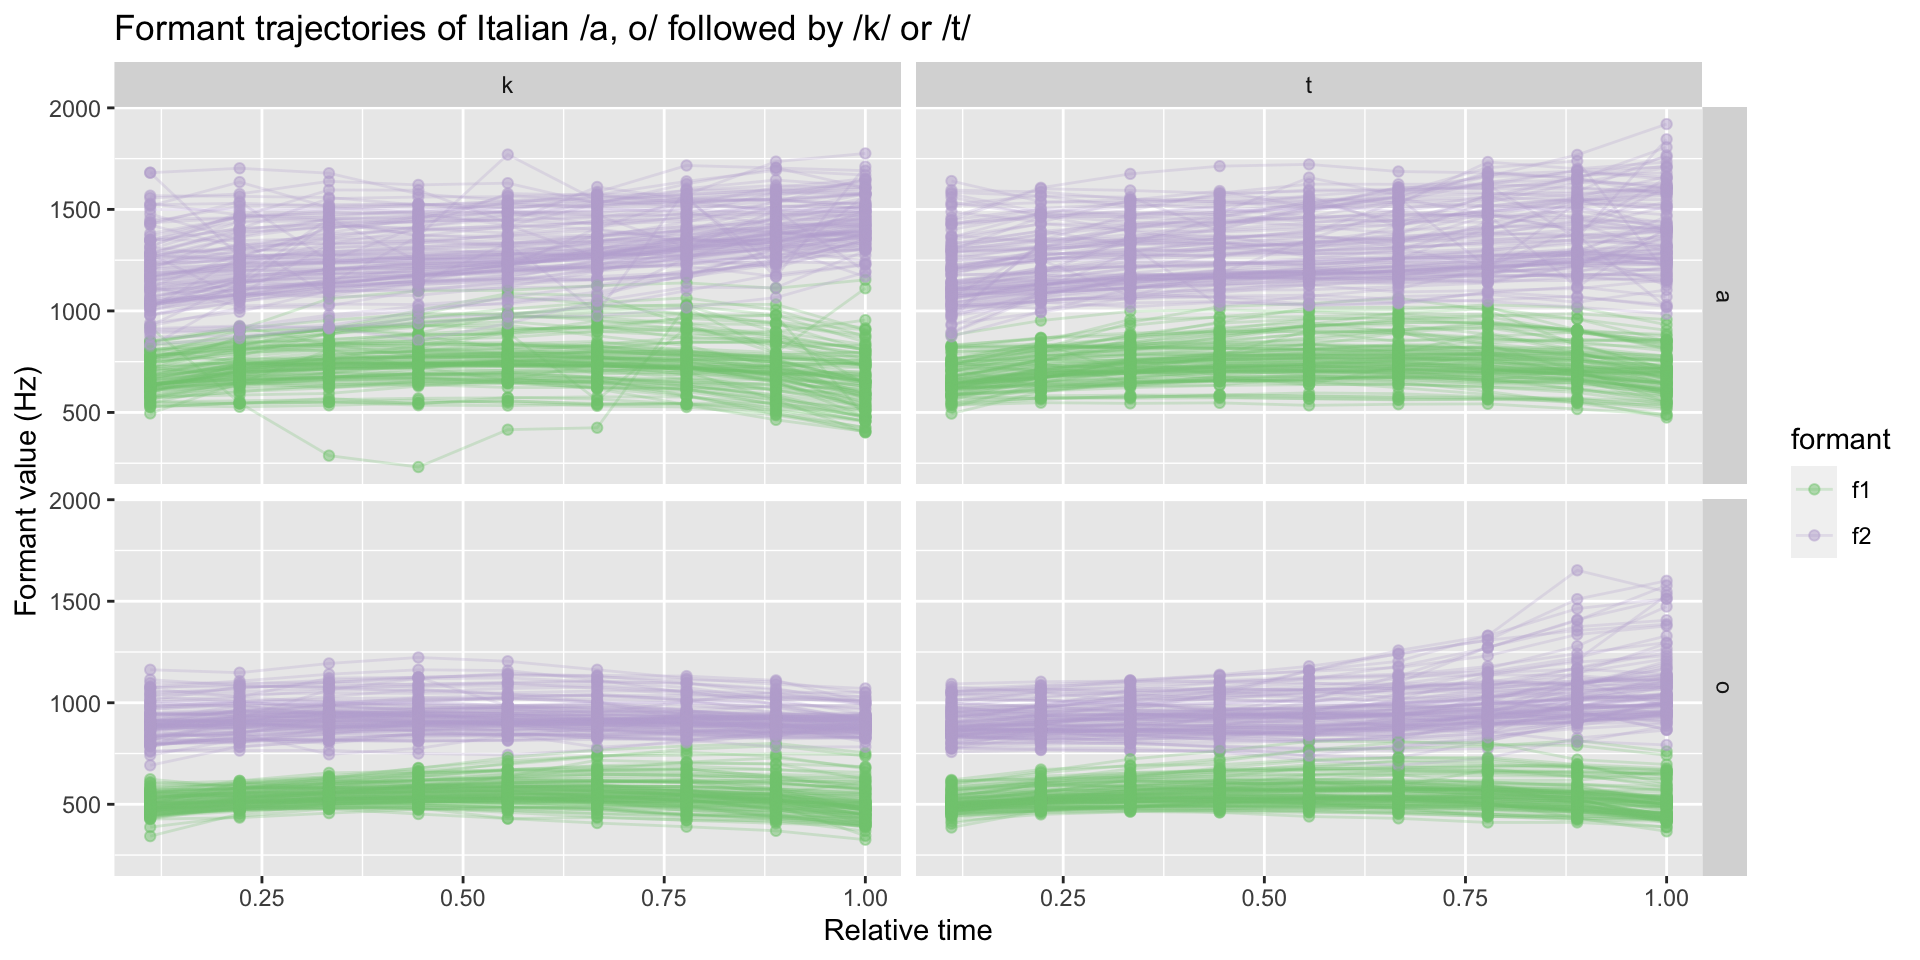 Formant trajectories of Italian /a, o/ followed by /k/ or /t/
k
t
2000
1500
1000
500
a
2000
1500
1000
500
o
Formant value (Hz)
0.25
0.50
0.75
1.00
0.25
0.50
0.75
1.00
Relative time
formant
f1
f2